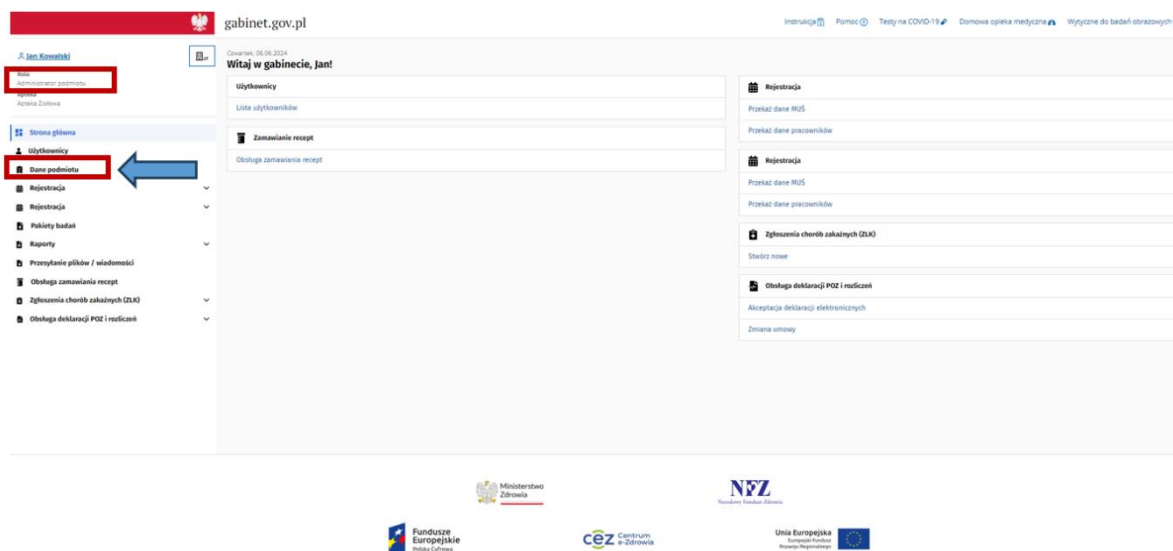 gabinet.gov.pl
Instrukcja
Pomoc
Testy na COVID-19
Domowa opieka medyczna
Wytyczne do badań obrazowych
Jan Kowalski
Rola
Administrator podmiotu
Apteka
Apteka Ziołowa
Strona główna
Użytkownicy
Dane podmiotu
Rejestracja
Rejestracja
Pakiety badań
Raporty
Przesyłanie plików / wiadomości
Obsługa zamawiania recept
Zgłoszenia chorób zakaźnych (ZLK)
Obsługa deklaracji POZ i rozliczeń
Czwartek, 06.06.2024
Witaj w gabinecie, Jan!
Użytkownicy
Lista użytkowników
Zamawianie recept
Obsługa zamawiania recept
Rejestracja
Przekaż dane MUŚ
Przekaż dane pracowników
Rejestracja
Przekaż dane MUŚ
Przekaż dane pracowników
Zgłoszenia chorób zakaźnych (ZLK)
Stwórz nowe
Obsługa deklaracji POZ i rozliczeń
Akceptacja deklaracji elektronicznych
Zmiana umowy
Ministerstwo
Zdrowia
NFZ
Narodowy Fundusz Zdrowia
Fundusze
Europejskie
Polska Cyfrowa
cez Centrum
e-Zdrowia
Unia Europejska
Europejski Fundusz
Rozwoju Regionalnego